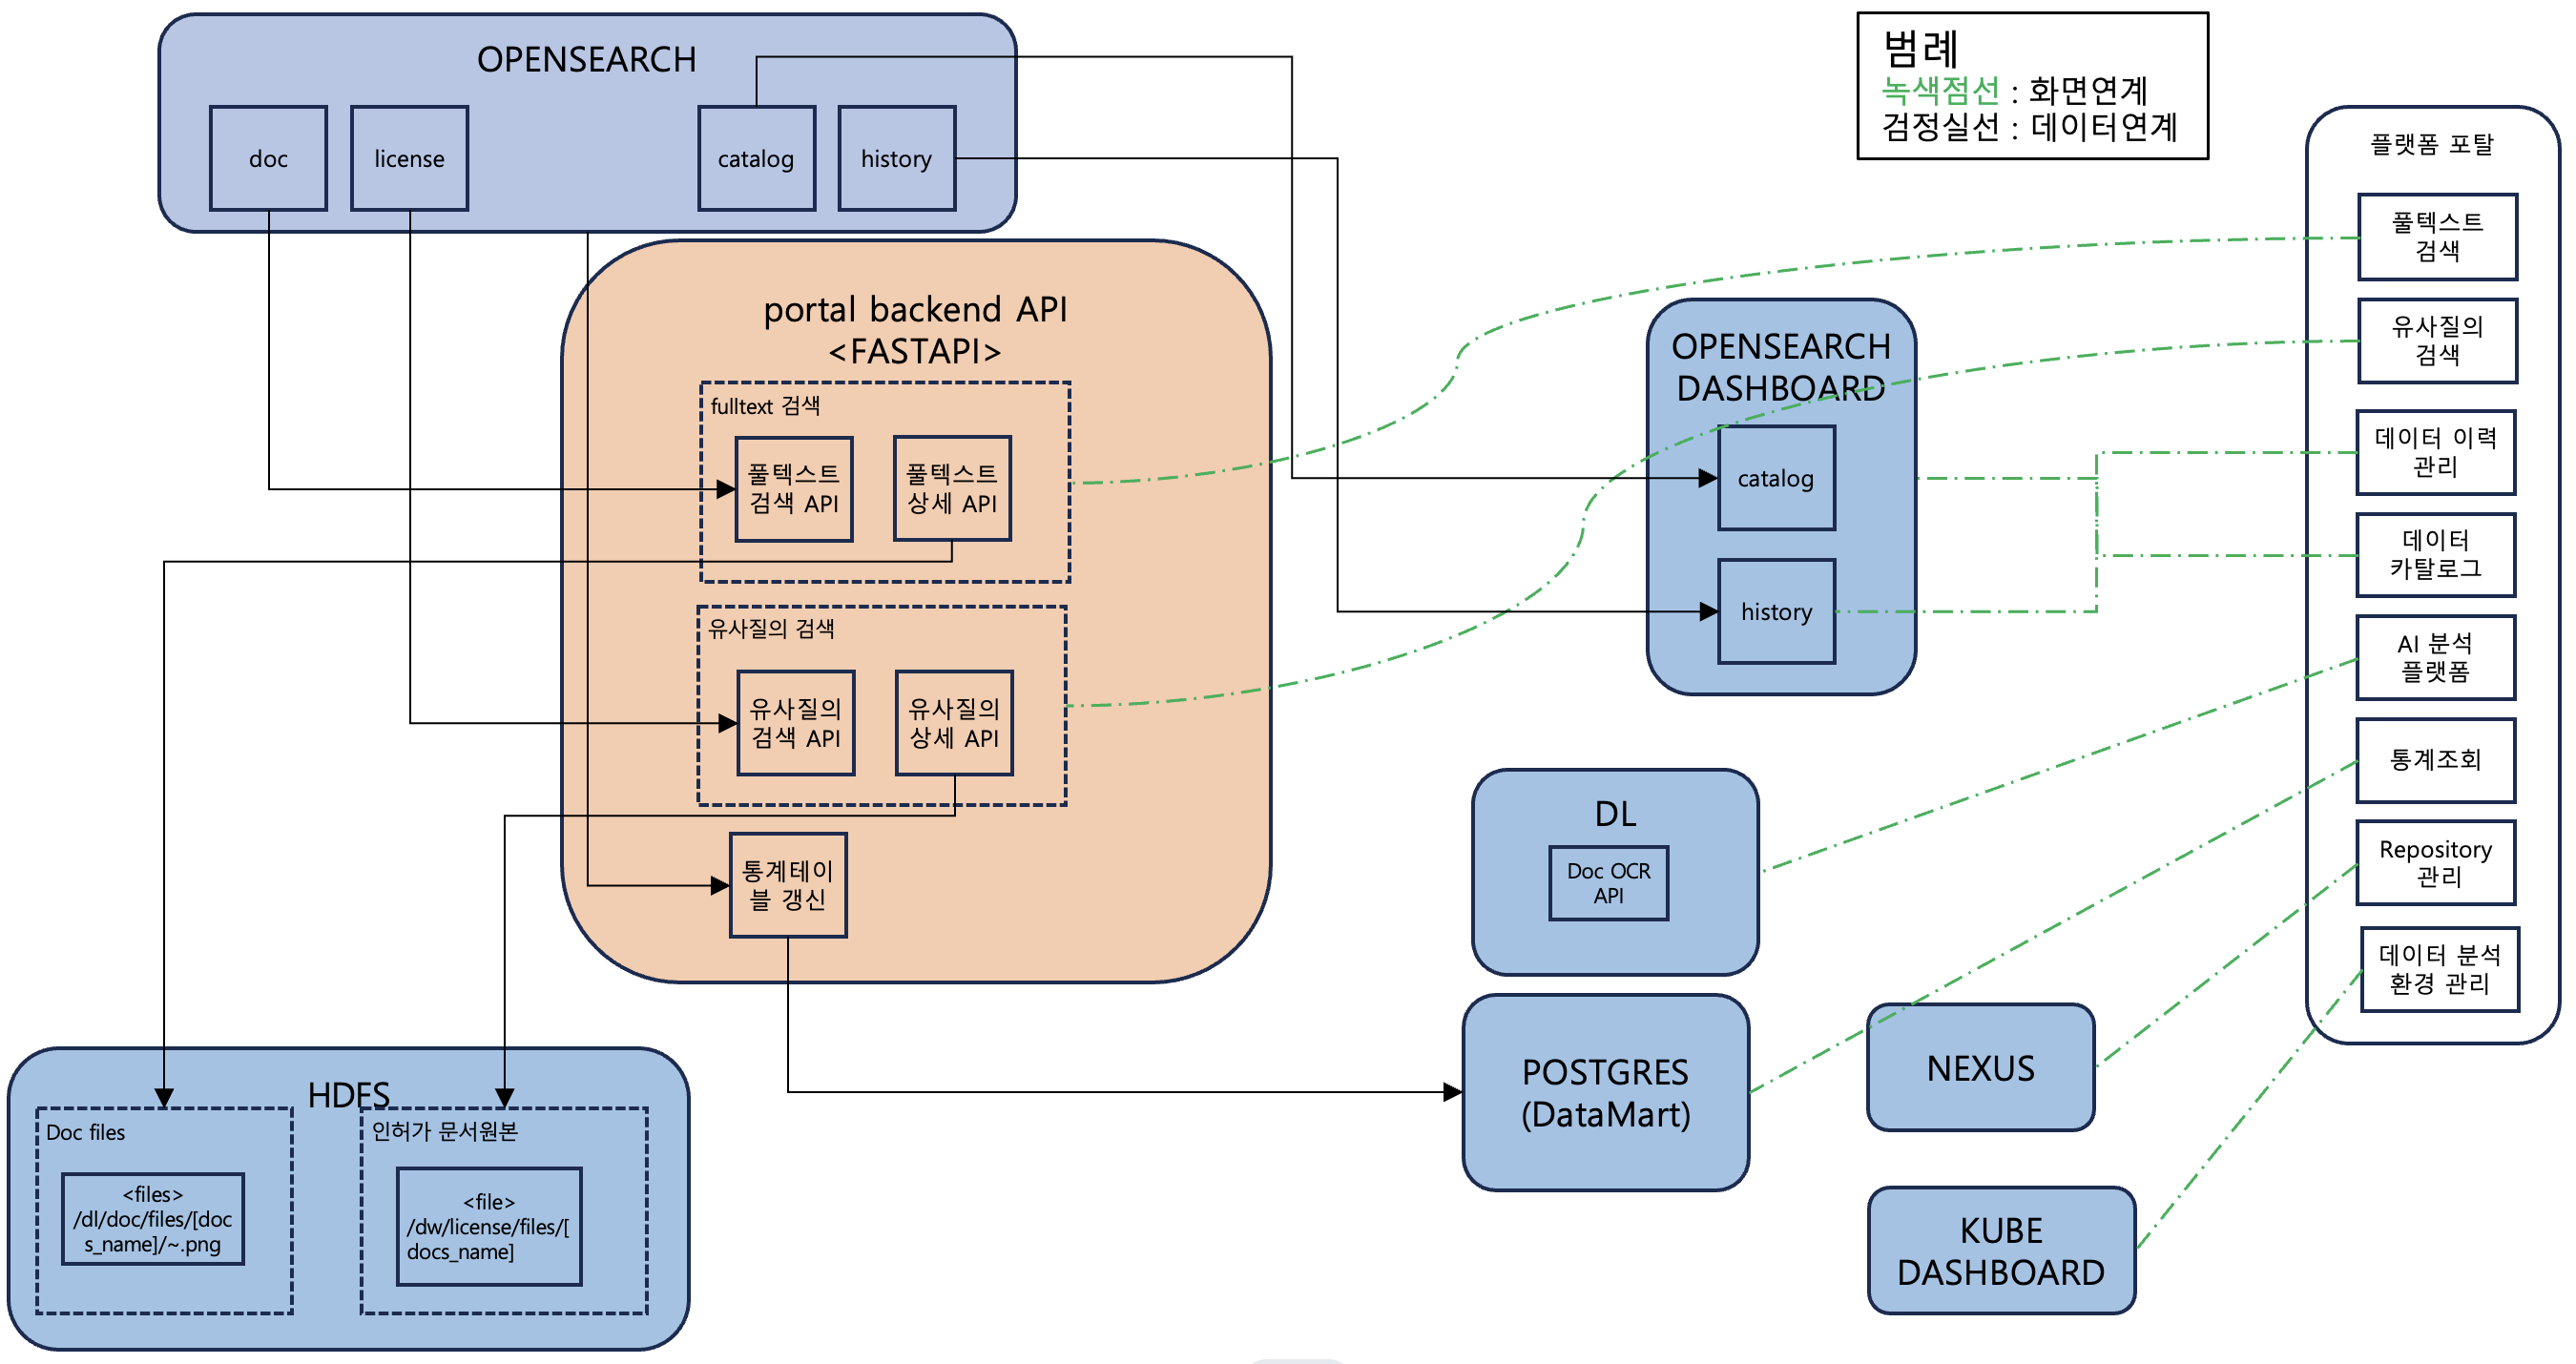 OPENSEARCH
doc
license
catalog
history
범례
녹색점선 : 화면연계
검정실선 : 데이터연계
portal backend API
<FASTAPI>
fulltext 검색
풀텍스트
검색 API
풀텍스트
상세 API
유사질의 검색
유사질의
검색 API
유사질의
상세 API
통계테이
블 갱신
OPENSEARCH
DASHBOARD
catalog
history
DL
Doc OCR
API
POSTGRES
(DataMart)
NEXUS
KUBE
DASHBOARD
플랫폼 포탈
풀텍스트
검색
유사질의
검색
데이터 이력
관리
데이터
카탈로그
AI 분석
플랫폼
통계조회
Repository
관리
데이터 분석
환경 관리
HDFS
Doc files
<files>
/dl/doc/files/[doc
s_name]/~.png
인허가 문서원본
<file>
/dw/license/files/[
docs_name]